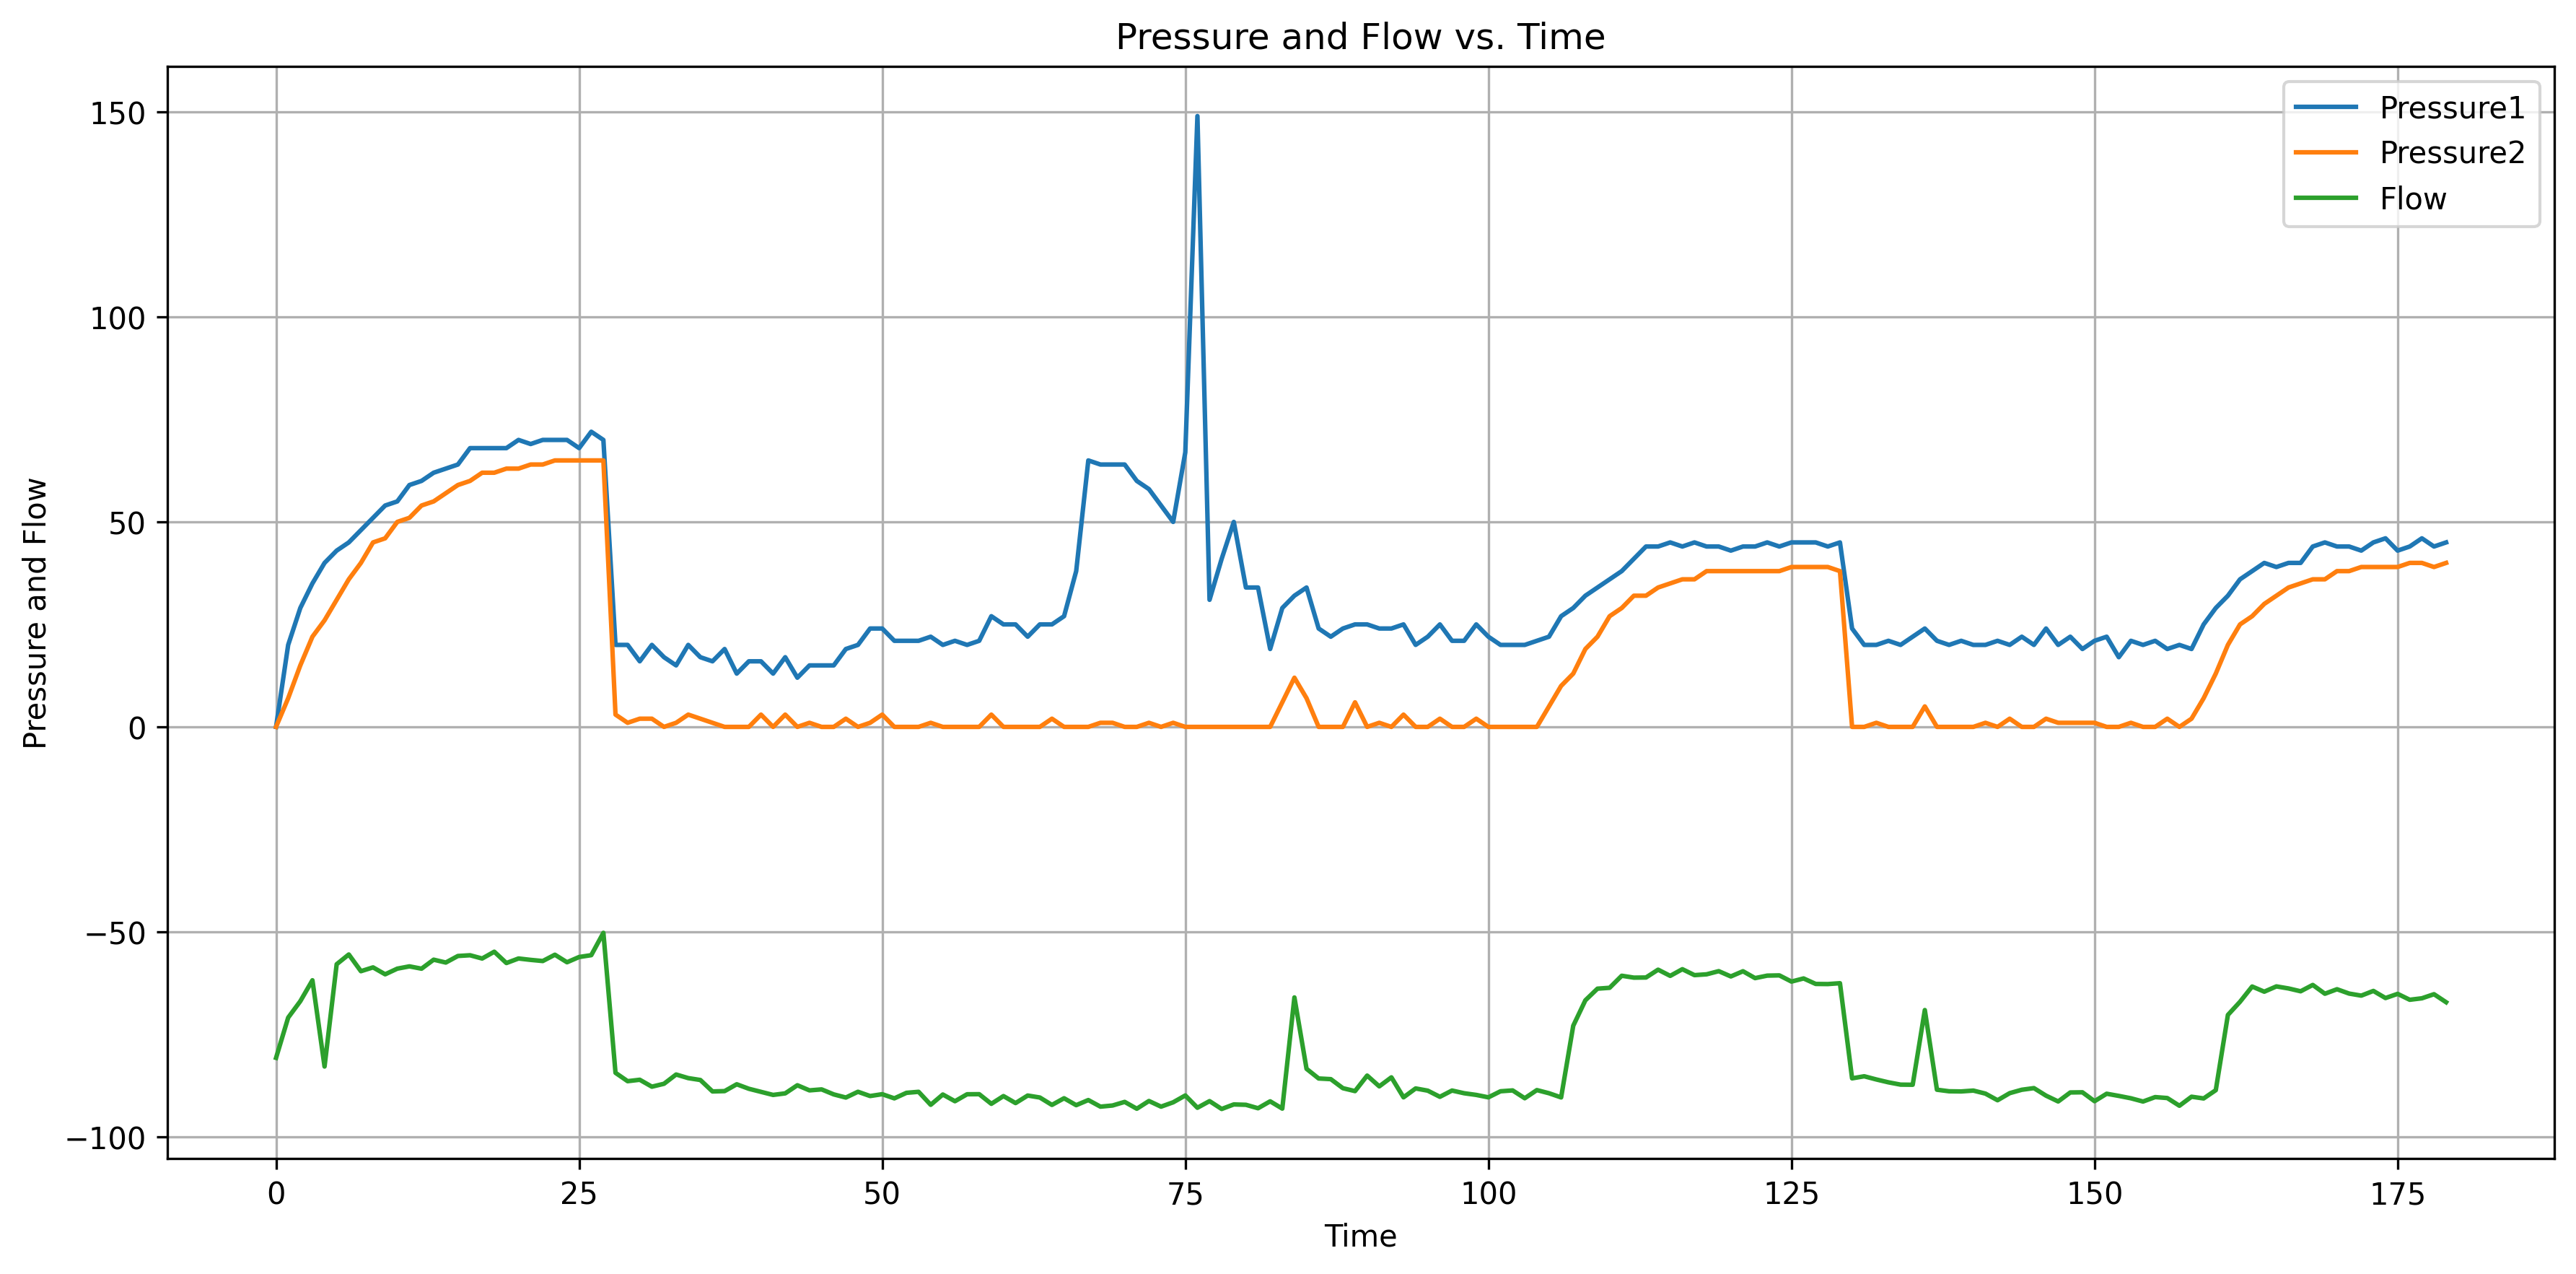 Pressure and Flow vs. Time
Pressure1
Pressure2
Flow
Pressure and Flow
150
100
50
0
−50
−100
0 25 50 75 100 125 150 175
Time